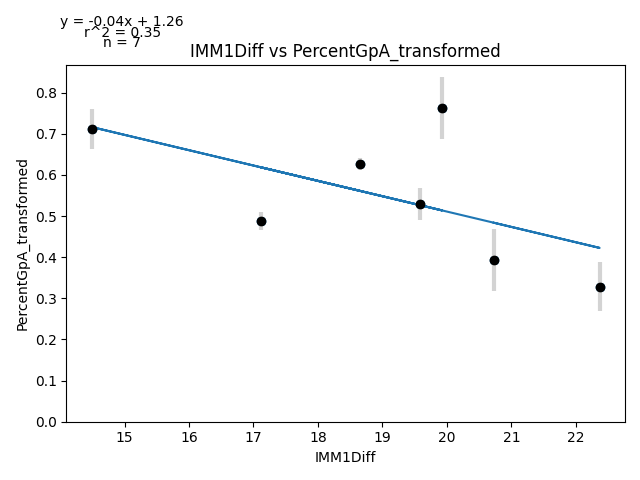 y = -0.04x + 1.26
r^2 = 0.35
n = 7
IMM1Diff vs PercentGpA_transformed
PercentGpA_transformed
0.8
0.7
0.6
0.5
0.4
0.3
0.2
0.1
0.0
15 16 17 18 19 20 21 22
IMM1Diff